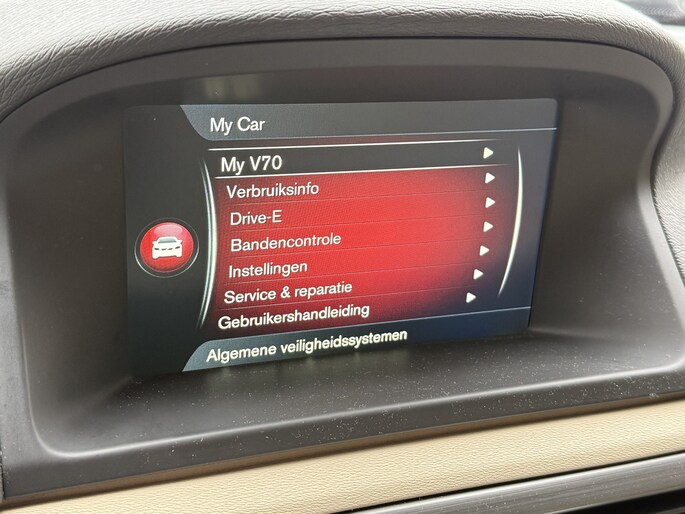 My Car
My V70
Verbruiksinfo
Drive-E
Bandencontrole
Instellingen
Service & reparatie
Gebruikershandleiding
Algemene veiligheidssystemen